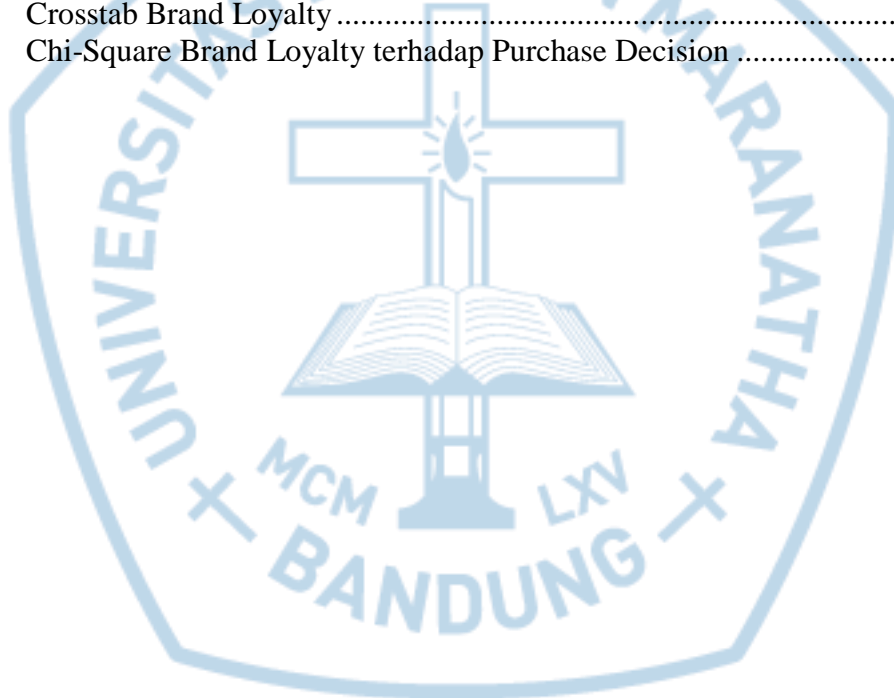 Crosstab Brand Loyalty ......................................................................
Chi-Square Brand Loyalty terhadap Purchase Decision ....................
UNIVERSITAS MARANATHA
MCM LXV
BANDUNG